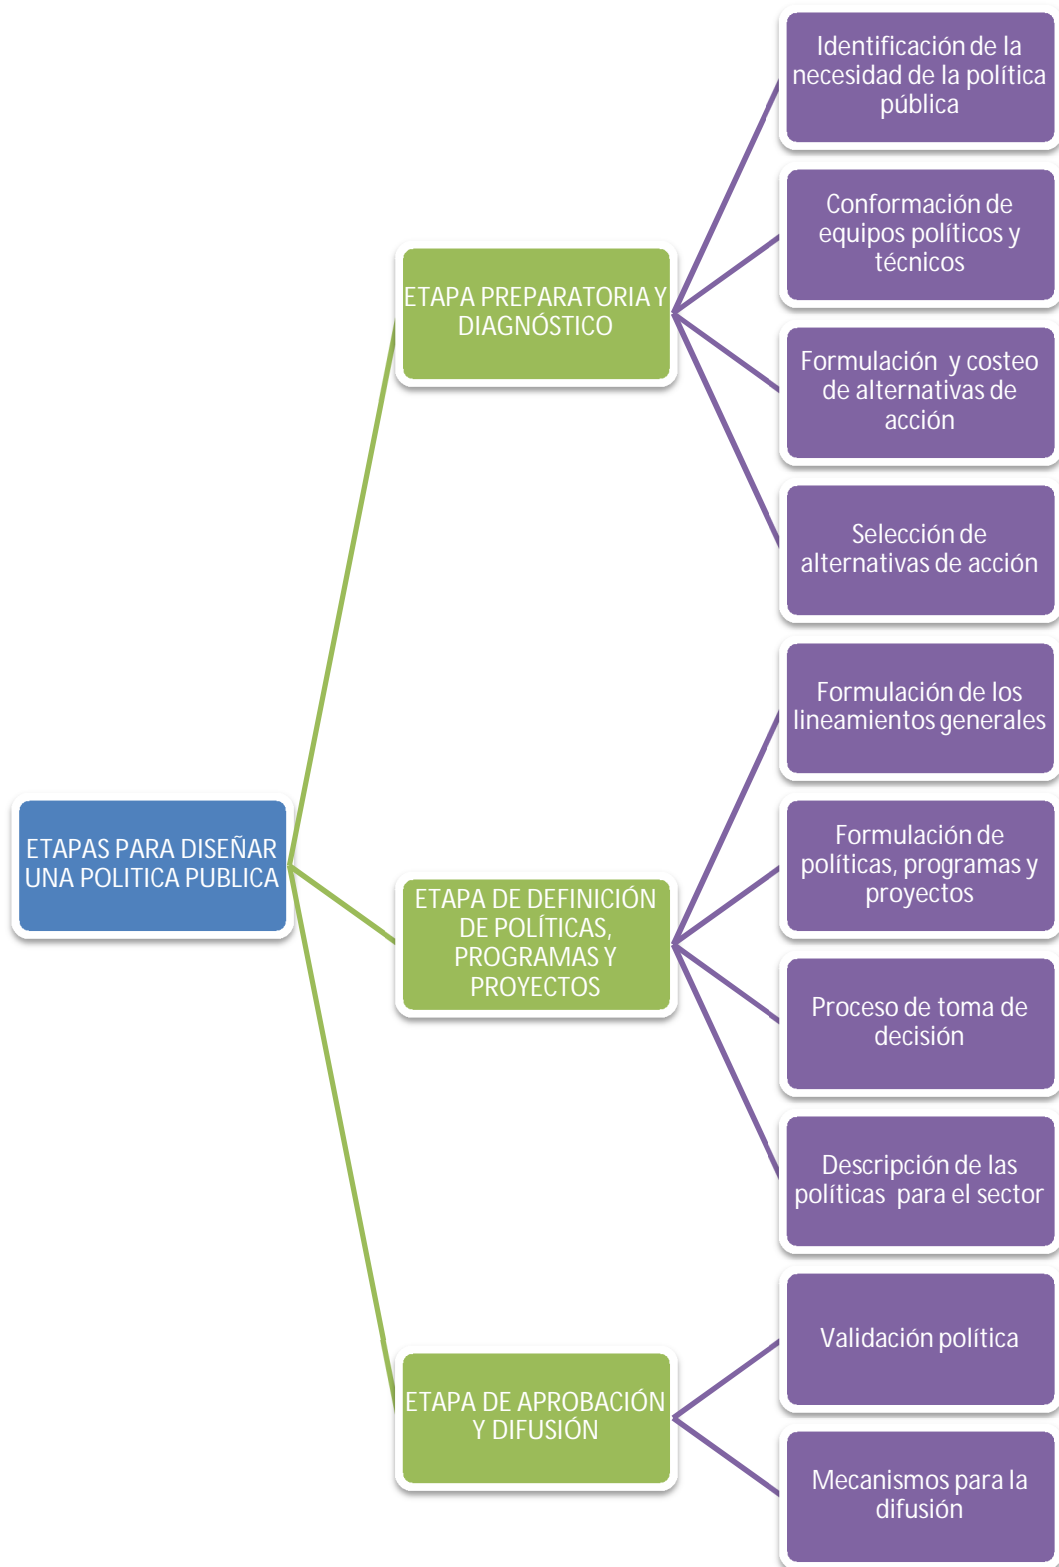 Identificación de la
necesidad de la política
pública
Conformación de
equipos políticos y
técnicos
ETAPA PREPARATORIA Y
DIAGNÓSTICO
Formulación y costeo
de alternativas de
acción
Selección de
alternativas de acción
Formulación de los
lineamientos generales
ETAPAS PARA DISEÑAR
UNA POLITICA PUBLICA
Formulación de
políticas, programas y
proyectos
ETAPA DE DEFINICIÓN
DE POLÍTICAS,
PROGRAMAS Y
PROYECTOS
Proceso de toma de
decisión
Descripción de las
políticas para el sector
Validación política
ETAPA DE APROBACIÓN
Y DIFUSIÓN
Mecanismos para la
difusión